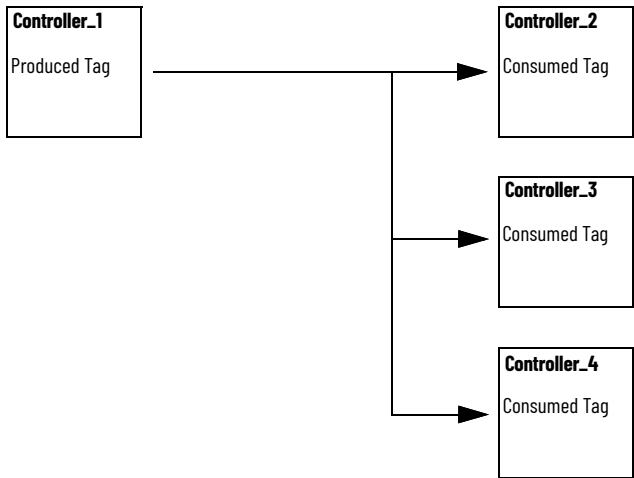 Controller_1
Produced Tag
Controller_2
Consumed Tag
Controller_3
Consumed Tag
Controller_4
Consumed Tag